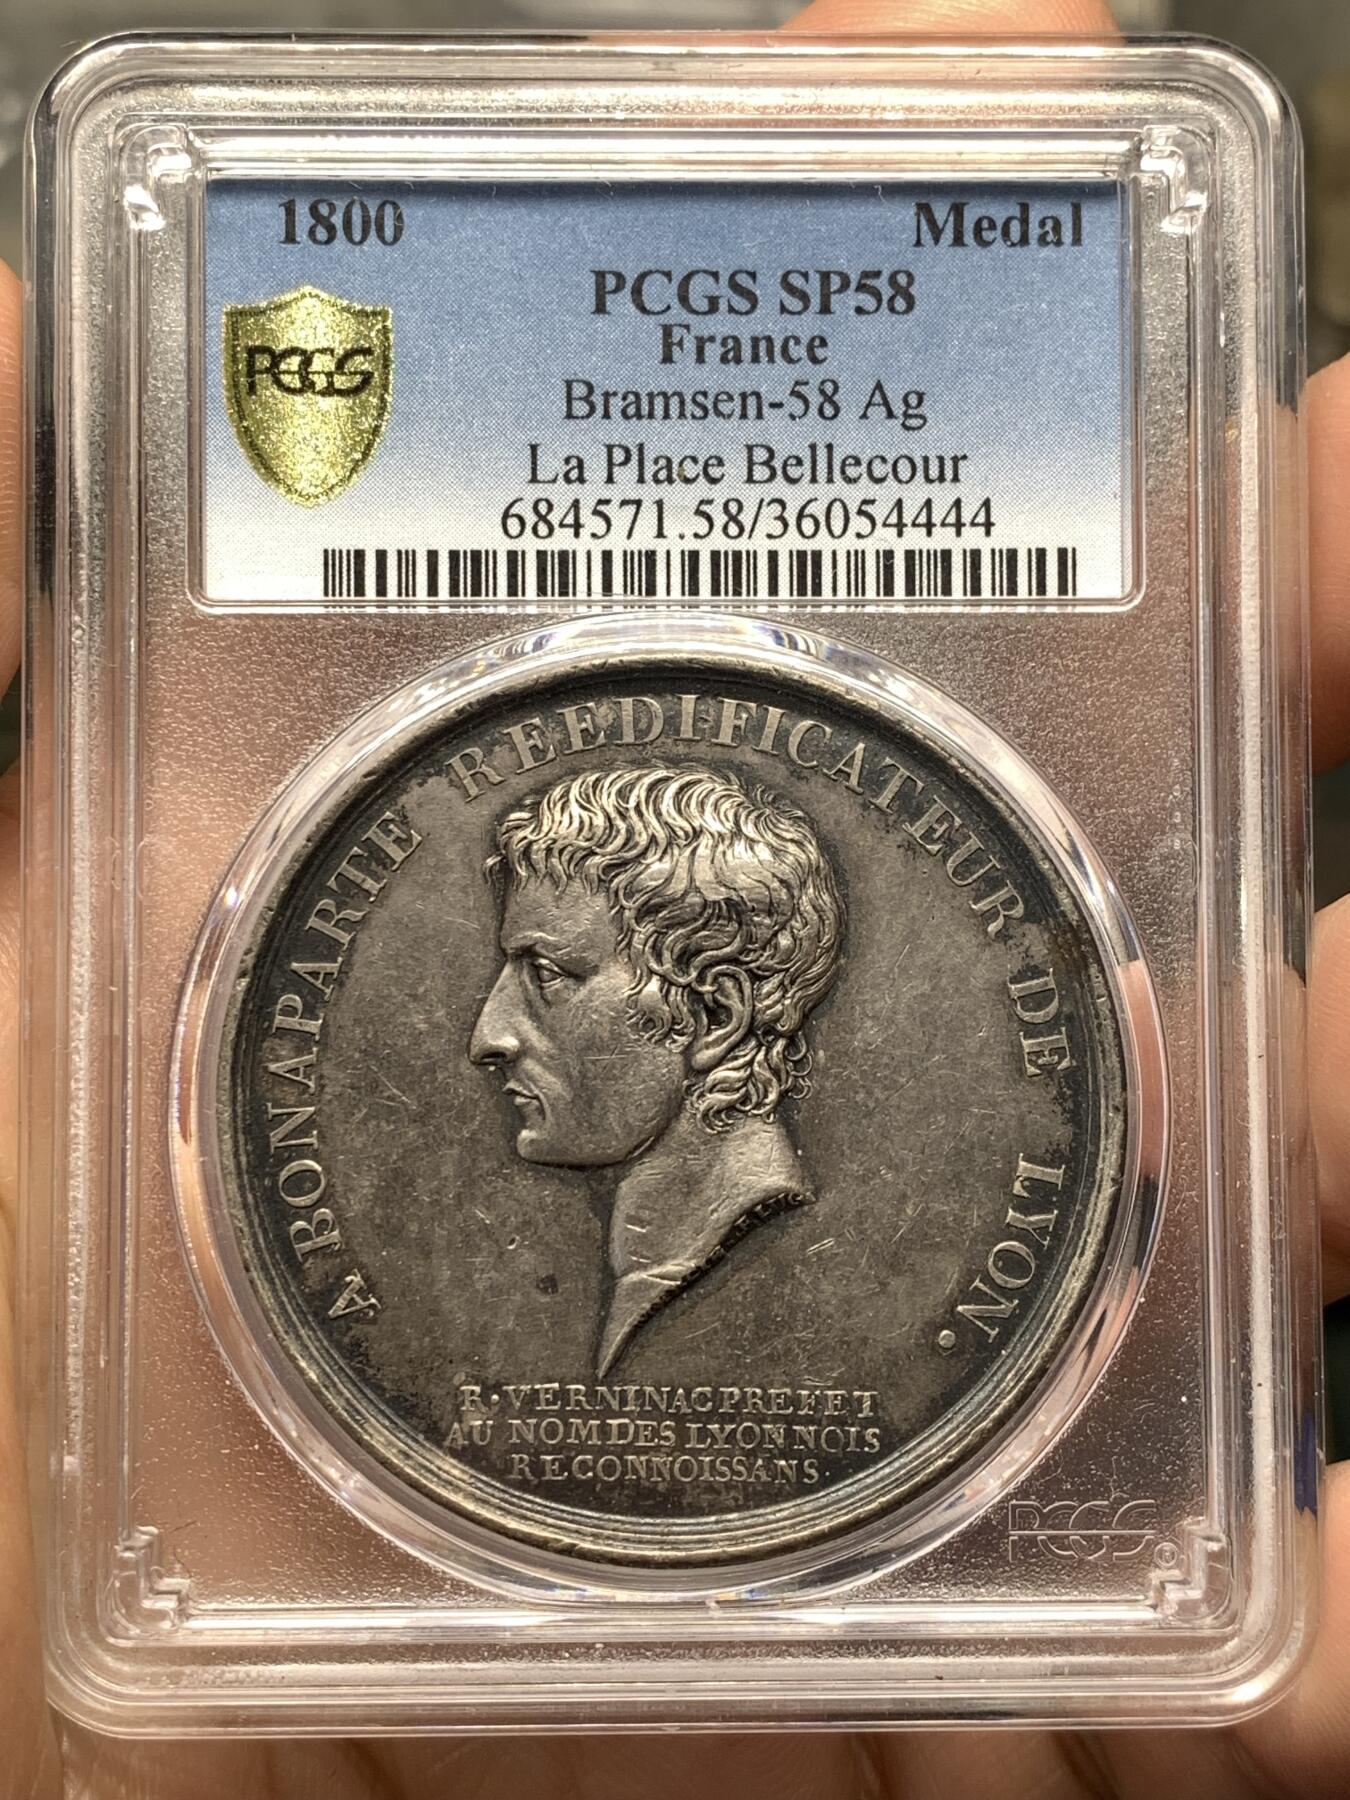 1800 Medal
PCGS SP58
France
PCGS
Bramsen-58 Ag
La Place Bellecour
684571.58/36054444
A BONAPARTE REEDIFICATEUR DE LYON.
R·VERNINAC PREFET
AU NOM DES LYONNOIS
RECONNOISSANS.
PCGS®